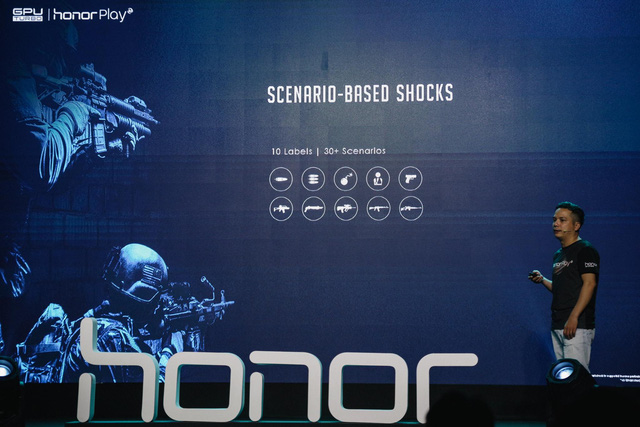 GPU
TURBO
honor Play
SCENARIO-BASED SHOCKS
10 Labels | 30+ Scenarios
honor